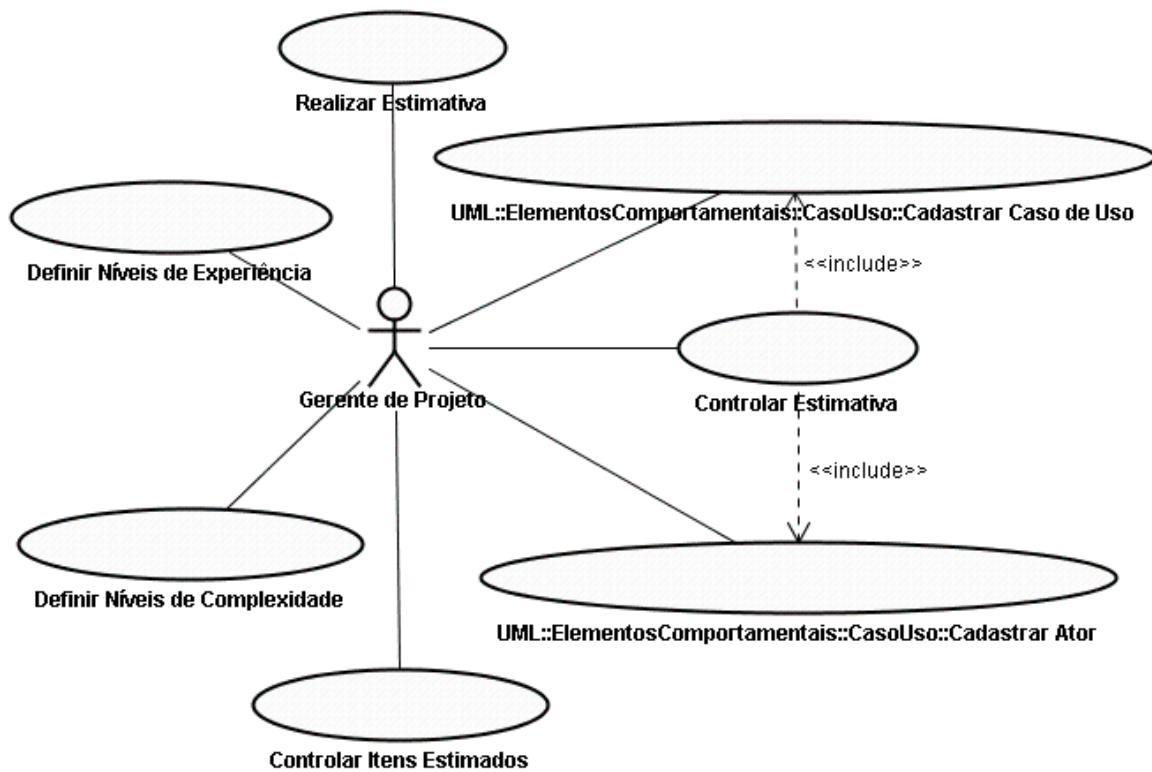 Realizar Estimativa
UML::ElementosComportamentais::CasoUso::Cadastrar Caso de Uso
Definir Níveis de Experiência
<<include>>
Gerente de Projeto
Controlar Estimativa
<<include>>
Definir Níveis de Complexidade
UML::ElementosComportamentais::CasoUso::Cadastrar Ator
Controlar Itens Estimados